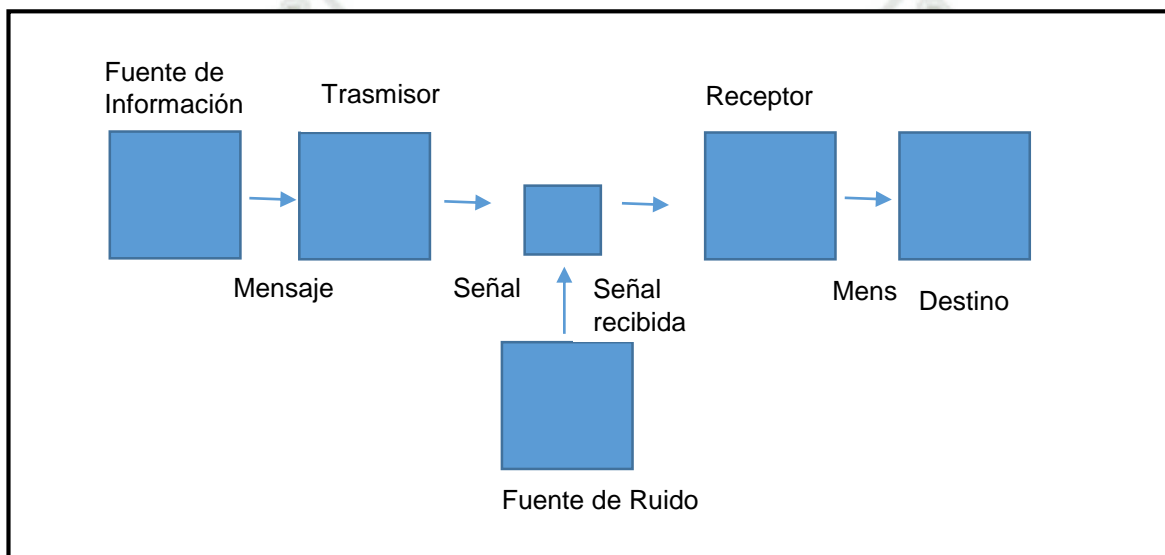 Fuente de
Información
Trasmisor
Receptor
Mensaje
Señal
Señal
recibida
Mens
Destino
Fuente de Ruido